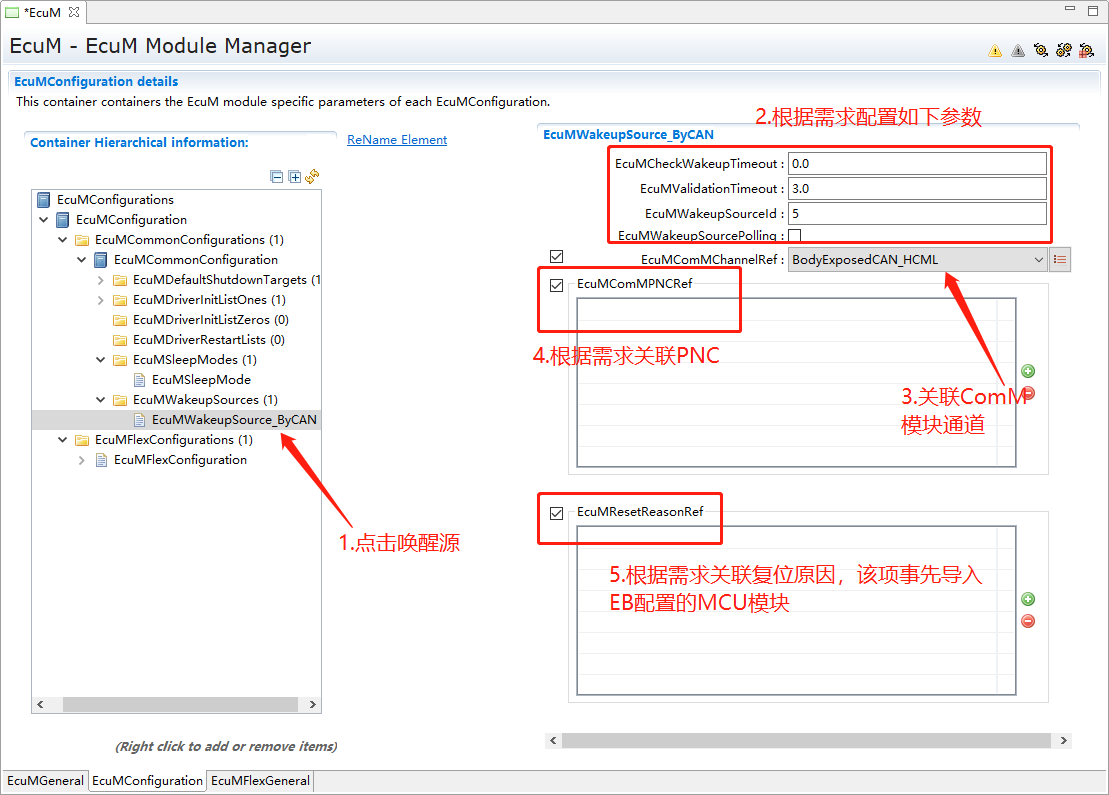 *EcuM
EcuM - EcuM Module Manager
EcuMConfiguration details
This container containers the EcuM module specific parameters of each EcuMConfiguration.
2.根据需求配置如下参数
Container Hierarchical information:
ReName Element
EcuMWakeupSource_ByCAN
EcuMCheckWakeupTimeout : 0.0
EcuMValidationTimeout : 3.0
EcuMWakeupSourceId : 5
EcuMWakeupSourcePolling :
EcuMComMChannelRef : BodyExposedCAN_HCML
EcuMComMPNCRef
4.根据需求关联PNC
3.关联ComM
模块通道
EcuMConfigurations
EcuMConfiguration
EcuMCommonConfigurations (1)
EcuMCommonConfiguration
EcuMDefaultShutdownTargets (1
EcuMDriverInitListOnes (1)
EcuMDriverInitListZeros (0)
EcuMDriverRestartLists (0)
EcuMSleepModes (1)
EcuMSleepMode
EcuMWakeupSources (1)
EcuMWakeupSource_ByCAN
EcuMFlexConfigurations (1)
EcuMFlexConfiguration
1.点击唤醒源
EcuMResetReasonRef
5.根据需求关联复位原因，该项事先导入
EB配置的MCU模块
(Right click to add or remove items)
EcuMGeneral EcuMConfiguration EcuMFlexGeneral